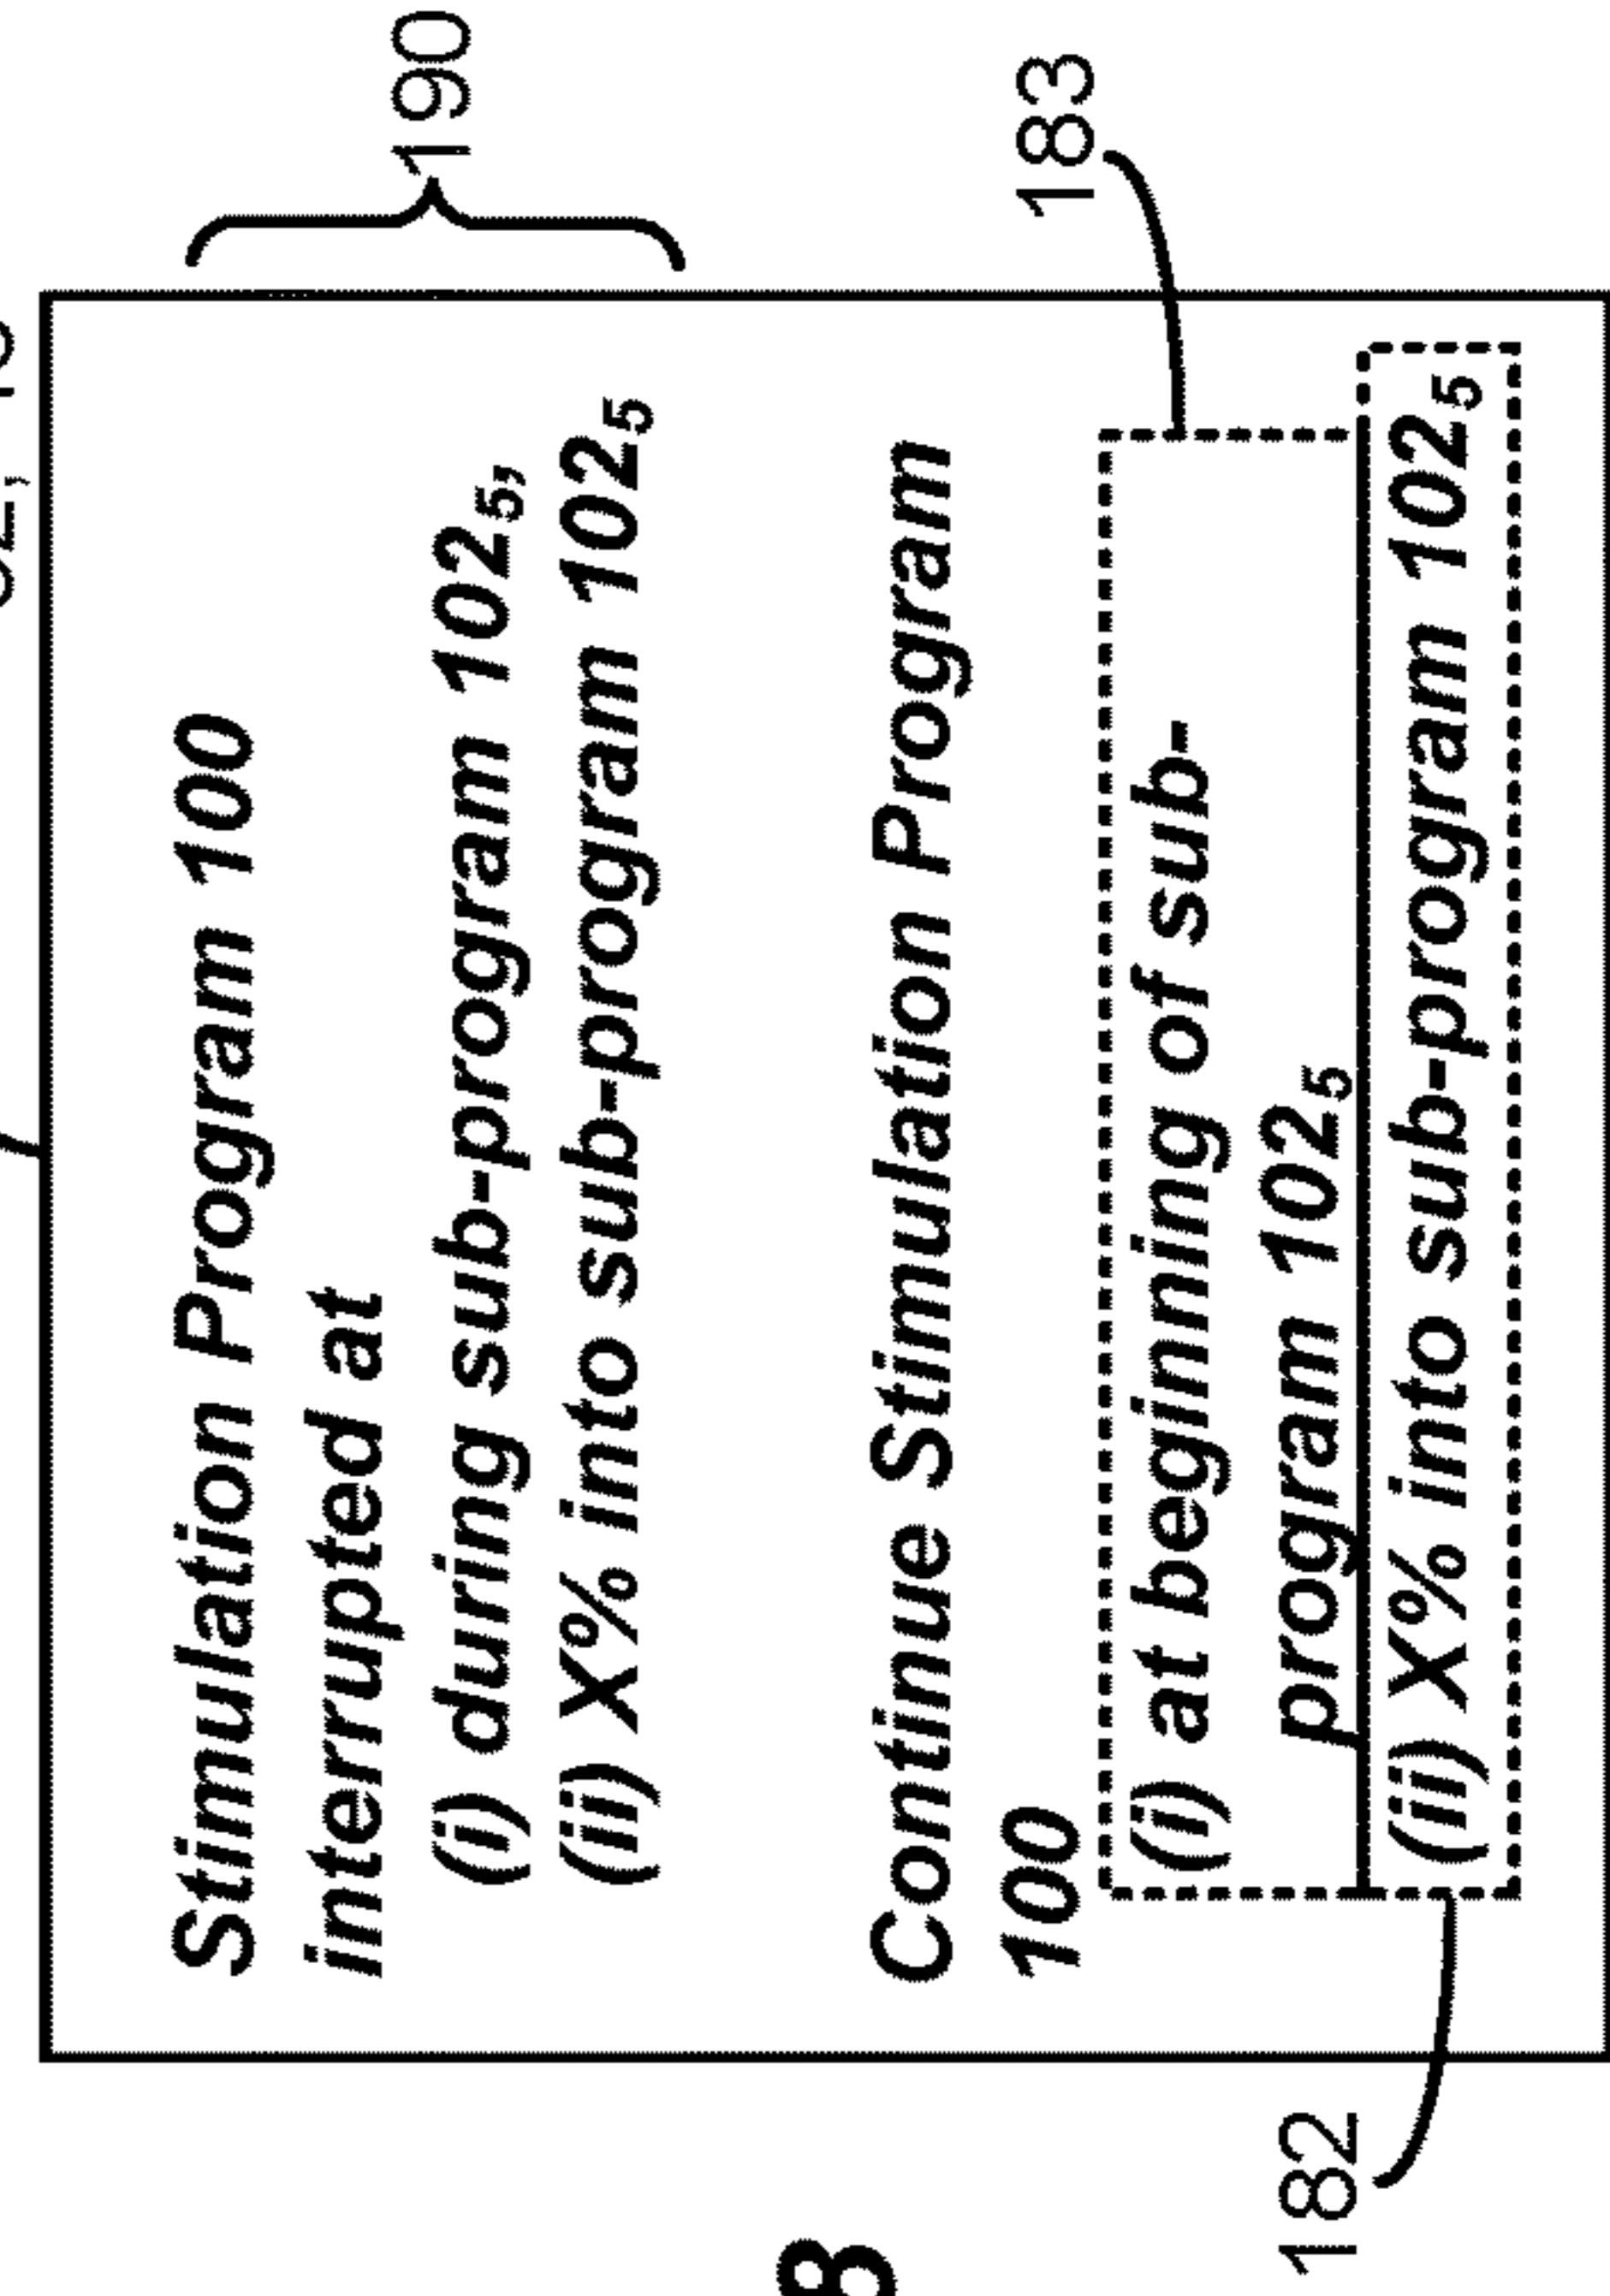 190
Stimulation Program 100
interrupted at
(i) during sub-program 102₅,
(ii) X% into sub-program 102₅
Continue Stimulation Program
100
183
(i) at beginning of sub-
program 102₅
(ii) X% into sub-program 102₅
182
8